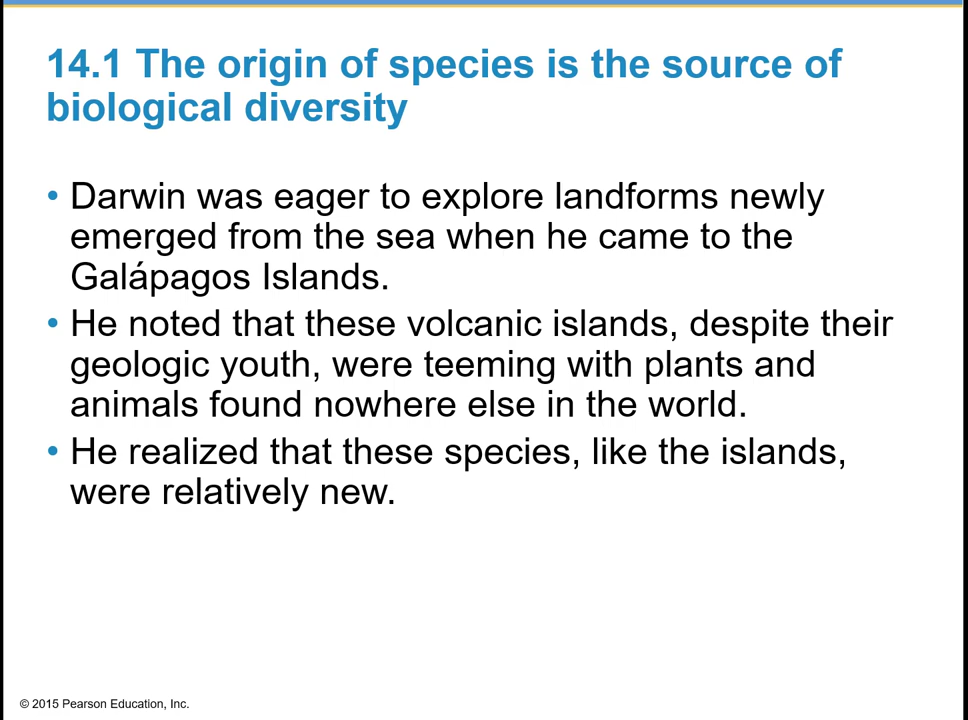 14.1 The origin of species is the source of
biological diversity
• Darwin was eager to explore landforms newly
emerged from the sea when he came to the
Galápagos Islands.
• He noted that these volcanic islands, despite their
geologic youth, were teeming with plants and
animals found nowhere else in the world.
• He realized that these species, like the islands,
were relatively new.
© 2015 Pearson Education, Inc.